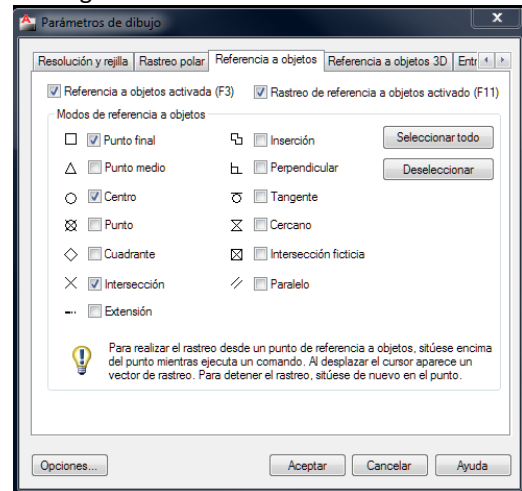 Parámetros de dibujo
Resolución y rejilla Rastreo polar Referencia a objetos Referencia a objetos 3D Entr
Referencia a objetos activada (F3) Rastreo de referencia a objetos activado (F11)
Modos de referencia a objetos
Punto final Inserción Seleccionar todo
Punto medio Perpendicular Deseleccionar
Centro Tangente
Punto Cercano
Cuadrante Intersección ficticia
Intersección Paralelo
Extensión
Para realizar el rastreo desde un punto de referencia a objetos, sitúese encima
del punto mientras ejecuta un comando. Al desplazar el cursor aparece un
vector de rastreo. Para detener el rastreo, sitúese de nuevo en el punto.
Opciones... Aceptar Cancelar Ayuda